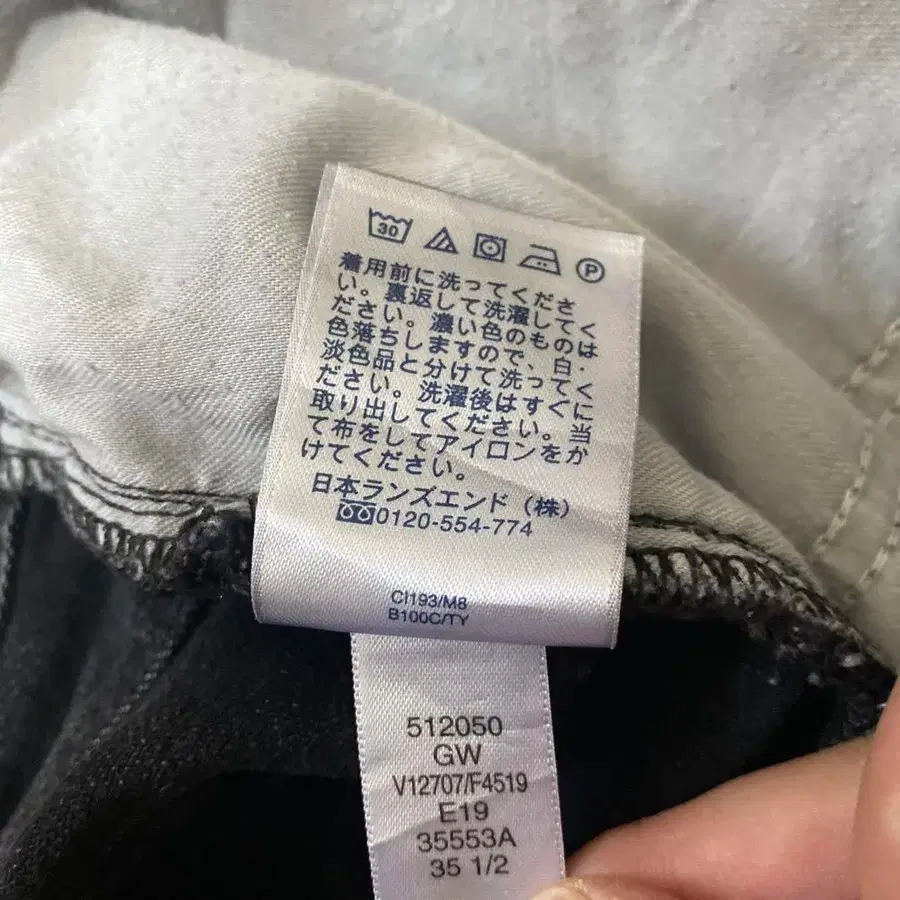 30
P
着用前に洗ってくださ
い。裏返して洗濯してく
ださい。濃い色のものは
色落ちしますので、白・
淡色品と分けて洗ってく
ださい。洗濯後はすぐに
取り出してください。当
て布をしてアイロンをか
けてください。
日本ランズエンド（株）
0120-554-774
CI193/M8
B100C/TY
512050
GW
V12707/F4519
E19
35553A
35 1/2